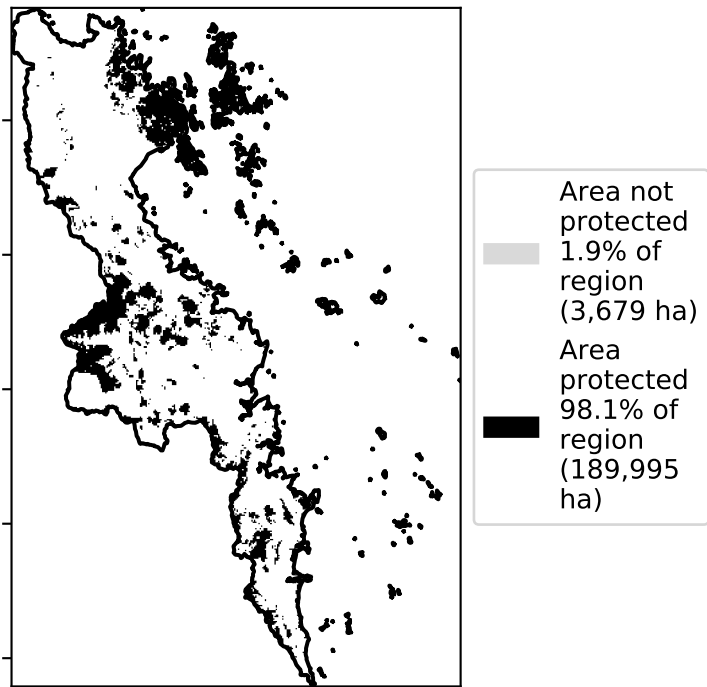 Area not
protected
1.9% of
region
(3,679 ha)
Area
protected
98.1% of
region
(189,995
ha)